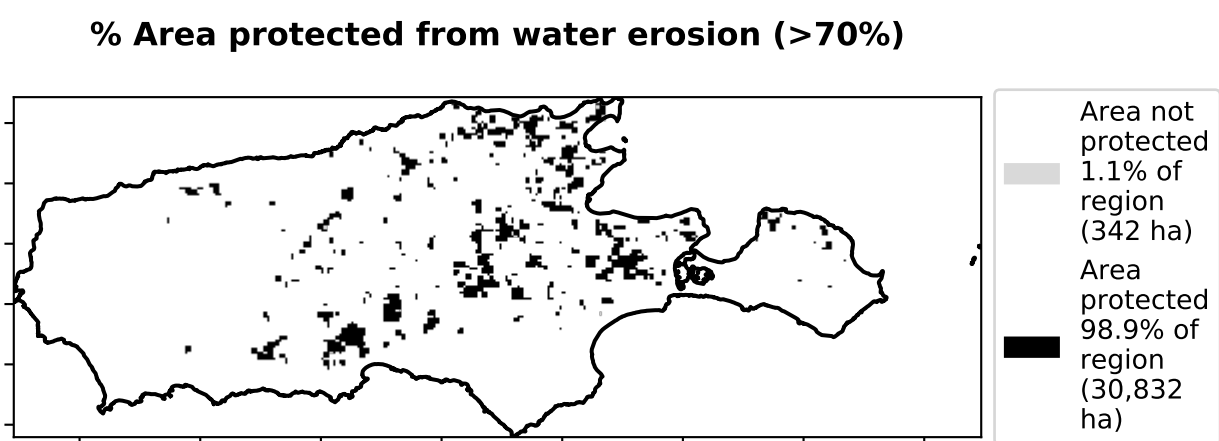 % Area protected from water erosion (>70%)
Area not
protected
1.1% of
region
(342 ha)
Area
protected
98.9% of
region
(30,832
ha)